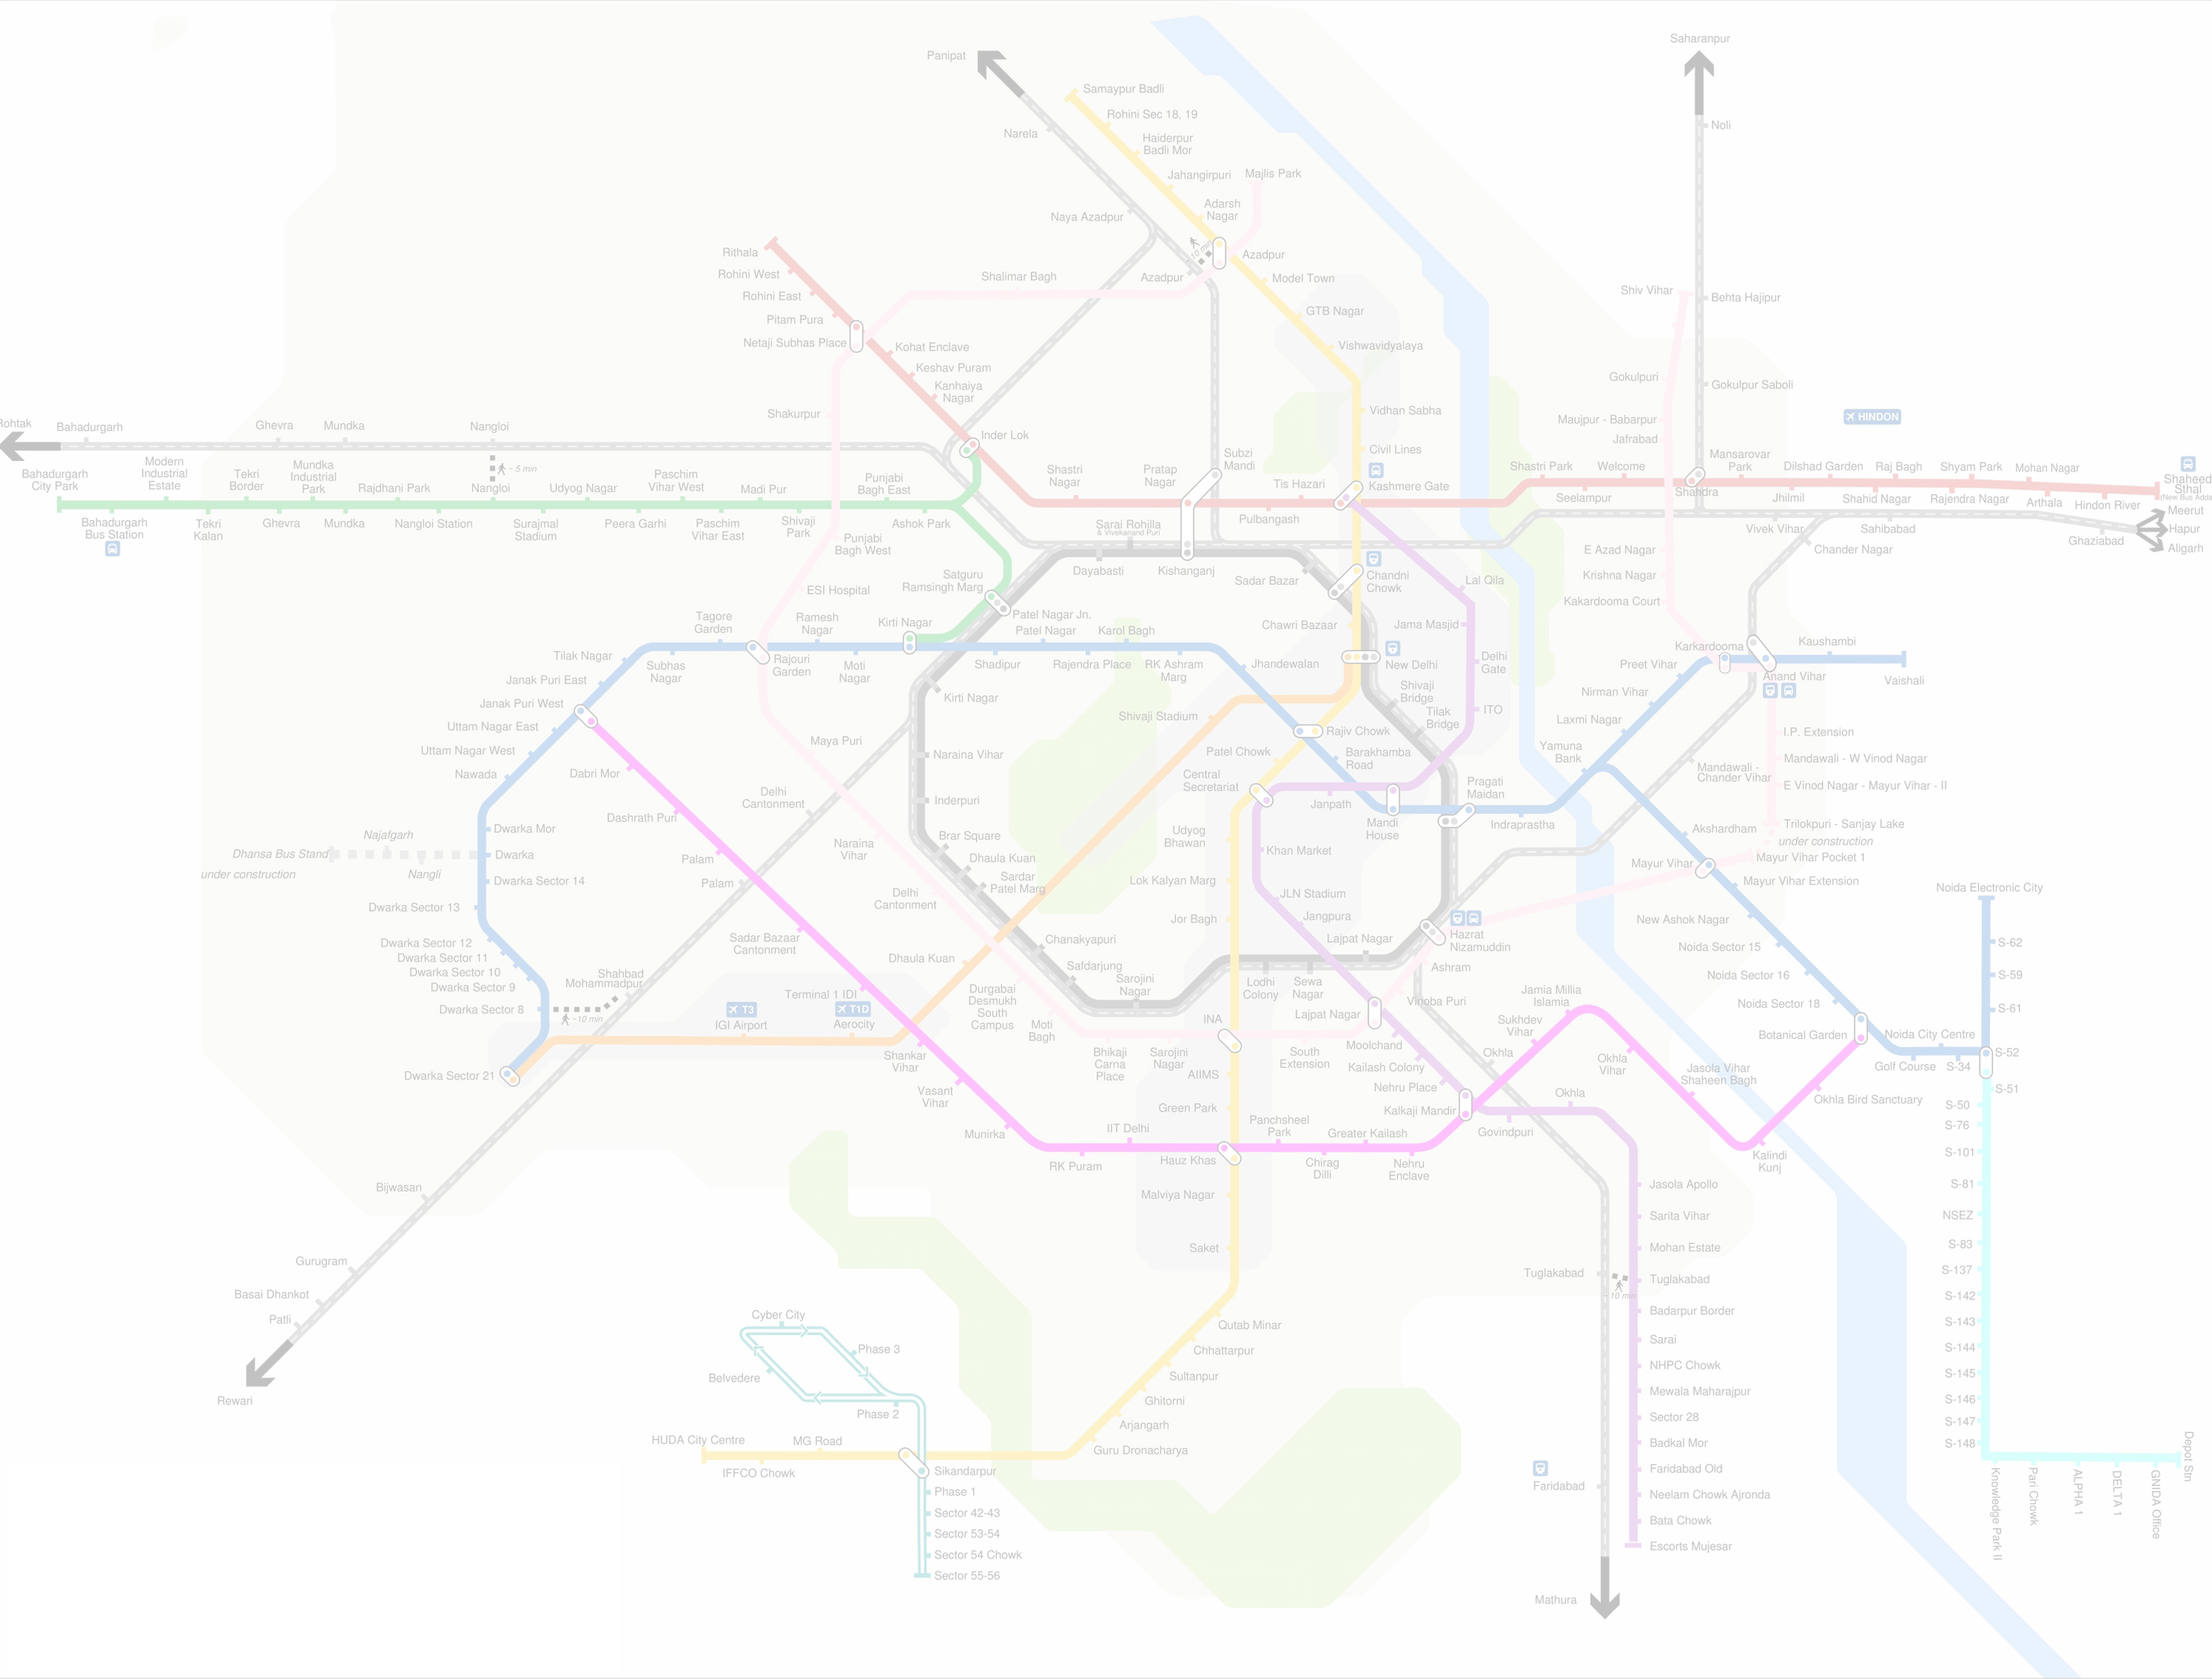 Panipat
Saharanpur
Samaypur Badli
Rohini Sec 18, 19
Narela
Noli
Haiderpur
Badli Mor
Jahangirpuri
Majlis Park
Naya Azadpur
Adarsh
Nagar
~10 min
Rithala
Rohini West
Rohini East
Pitam Pura
Netaji Subhas Place
Shalimar Bagh
Azadpur
Azadpur
Model Town
GTB Nagar
Vishwavidyalaya
Shiv Vihar
Behta Hajipur
Kohat Enclave
Keshav Puram
Kanhaiya
Nagar
Gokulpuri
Gokulpur Saboli
Shakurpur
Vidhan Sabha
Maujpur - Babarpur
Jafrabad
HINDON
Rohtak
Bahadurgarh
Ghevra
Mundka
Nangloi
Inder Lok
Civil Lines
~ 5 min
Bahadurgarh
City Park
Modern
Industrial
Estate
Tekri
Border
Mundka
Industrial
Park
Rajdhani Park
Nangloi
Udyog Nagar
Paschim
Vihar West
Madi Pur
Punjabi
Bagh East
Shastri
Nagar
Pratap
Nagar
Subzi
Mandi
Tis Hazari
Kashmere Gate
Shastri Park
Welcome
Mansarovar
Park
Dilshad Garden
Raj Bagh
Shyam Park
Mohan Nagar
Shaheed
Sthal
(New Bus Adda)
Bahadurgarh
Bus Station
Tekri
Kalan
Ghevra
Mundka
Nangloi Station
Surajmal
Stadium
Peera Garhi
Paschim
Vihar East
Shivaji
Park
Ashok Park
Pulbangash
Seelampur
Shahdra
Jhilmil
Shahid Nagar
Rajendra Nagar
Arthala
Hindon River
Meerut
Hapur
Aligarh
Punjabi
Bagh West
Sarai Rohilla
& Vivekanand Puri
Vivek Vihar
Sahibabad
Ghaziabad
Chander Nagar
Dayabasti
Kishanganj
Sadar Bazar
Chandni
Chowk
Lal Qila
E Azad Nagar
Krishna Nagar
Kakardooma Court
Satguru
Ramsingh Marg
ESI Hospital
Patel Nagar Jn.
Tagore
Garden
Ramesh
Nagar
Kirti Nagar
Patel Nagar
Karol Bagh
Chawri Bazaar
Jama Masjid
Karkardooma
Kaushambi
Tilak Nagar
Subhas
Nagar
Rajouri
Garden
Moti
Nagar
Shadipur
Rajendra Place
RK Ashram
Marg
Jhandewalan
New Delhi
Delhi
Gate
Preet Vihar
Anand Vihar
Vaishali
Janak Puri East
Janak Puri West
Uttam Nagar East
Uttam Nagar West
Nawada
Kirti Nagar
Shivaji
Bridge
Tilak
Bridge
Nirman Vihar
Laxmi Nagar
Yamuna
Bank
ITO
Shivaji Stadium
Rajiv Chowk
Maya Puri
Naraina Vihar
Patel Chowk
Barakhamba
Road
I.P. Extension
Mandawali - W Vinod Nagar
Mandawali -
Chander Vihar
E Vinod Nagar - Mayur Vihar - II
Dabri Mor
Delhi
Cantonment
Inderpuri
Central
Secretariat
Janpath
Pragati
Maidan
Dashrath Puri
Mandi
House
Indraprastha
Trilokpuri - Sanjay Lake
under construction
Dwarka Mor
Dwarka
Dwarka Sector 14
Dwarka Sector 13
Najafgarh
Dhansa Bus Stand
under construction
Nangli
Palam
Palam
Naraina
Vihar
Brar Square
Dhaula Kuan
Sardar
Patel Marg
Udyog
Bhawan
Khan Market
Akshardham
Mayur Vihar
Mayur Vihar Pocket 1
Mayur Vihar Extension
Lok Kalyan Marg
JLN Stadium
Noida Electronic City
Delhi
Cantonment
Jor Bagh
Jangpura
New Ashok Nagar
Noida Sector 15
Noida Sector 16
Noida Sector 18
Dwarka Sector 12
Dwarka Sector 11
Dwarka Sector 10
Dwarka Sector 9
Dwarka Sector 8
~10 min
Shahbad
Mohammadpur
Sadar Bazaar
Cantonment
Dhaula Kuan
Chanakyapuri
Safdarjung
Sarojini
Nagar
Lajpat Nagar
Hazrat
Nizamuddin
Lodhi
Colony
Sewa
Nagar
Ashram
Vinoba Puri
S-62
S-59
S-61
T3
IGI Airport
Terminal 1 IDI
T1D
Aerocity
Durgabai
Desmukh
South
Campus
Moti
Bagh
INA
Lajpat Nagar
Jamia Millia
Islamia
Sukhdev
Vihar
Botanical Garden
Noida City Centre
S-52
Golf Course
S-34
Shankar
Vihar
Bhikaji
Carna
Place
Sarojini
Nagar
South
Extension
Moolchand
Kailash Colony
Nehru Place
Kalkaji Mandir
Okhla
Okhla
Vihar
Jasola Vihar
Shaheen Bagh
Dwarka Sector 21
AIIMS
Okhla
Okhla Bird Sanctuary
S-51
Vasant
Vihar
Green Park
Panchsheel
Park
Greater Kailash
Govindpuri
S-50
S-76
Munirka
IIT Delhi
RK Puram
Hauz Khas
Chirag
Dilli
Nehru
Enclave
Kalindi
Kunj
S-101
S-81
NSEZ
S-83
S-137
S-142
S-143
S-144
S-145
S-146
S-147
S-148
Bijwasan
Malviya Nagar
Jasola Apollo
Sarita Vihar
Mohan Estate
Tuglakabad
Tuglakabad
10 min
Gurugram
Saket
Basai Dhankot
Patli
Rewari
Badarpur Border
Sarai
NHPC Chowk
Mewala Maharajpur
Sector 28
Badkal Mor
Faridabad Old
Neelam Chowk Ajronda
Bata Chowk
Escorts Mujesar
Cyber City
Phase 3
Belvedere
Phase 2
Qutab Minar
Chhattarpur
Sultanpur
Ghitorni
Arjangarh
Guru Dronacharya
HUDA City Centre
MG Road
IFFCO Chowk
Sikandarpur
Phase 1
Sector 42-43
Sector 53-54
Sector 54 Chowk
Sector 55-56
Faridabad
Mathura
Knowledge Park II
Pari Chowk
ALPHA 1
DELTA 1
GNIDA Office
Depot Stn